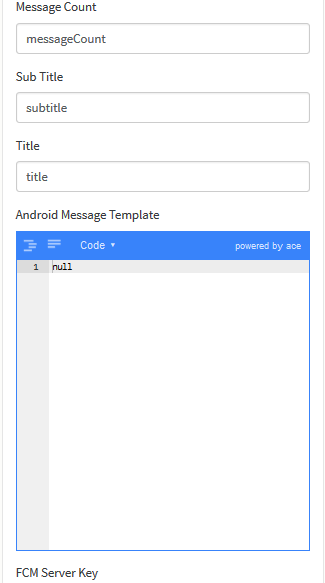 Message Count
messageCount
Sub Title
subtitle
Title
title
Android Message Template
Code ▾ powered by ace
1 null
FCM Server Key